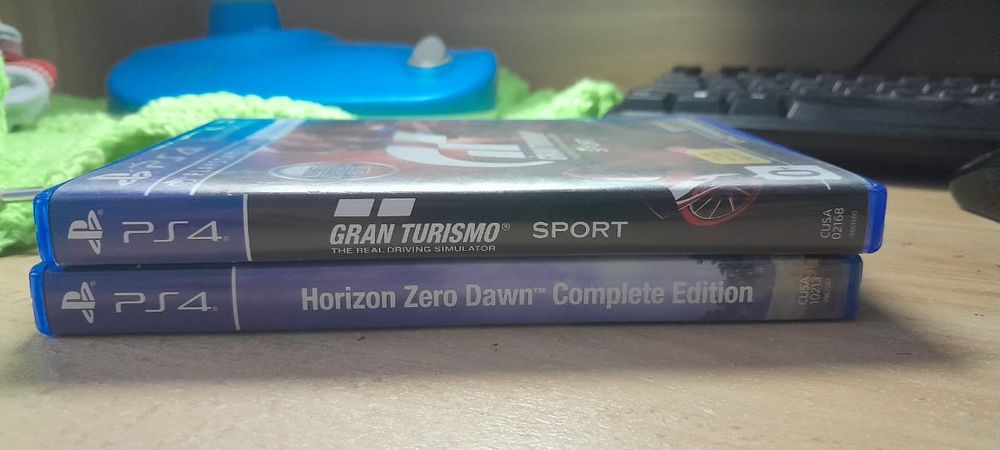 PS4
GRAN TURISMO® SPORT
THE REAL DRIVING SIMULATOR
CUSA
02168
PS4
Horizon Zero Dawn™ Complete Edition
CUSA
10213